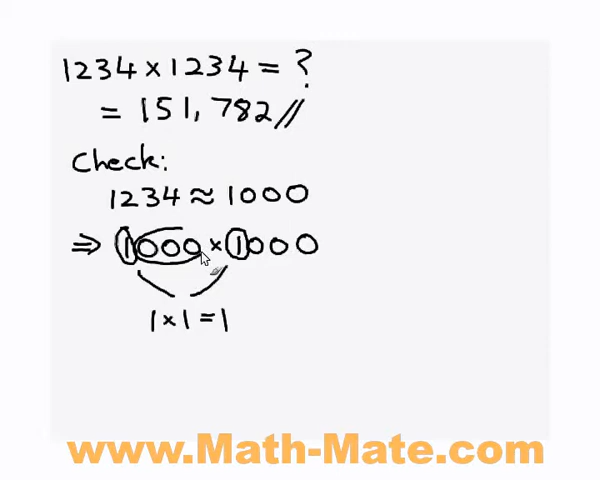 1234 × 1234 = ?
= 151,782//
Check:
1234 ≈ 1000
⇒ 1000 × 1000
1 × 1 = 1
www.Math-Mate.com